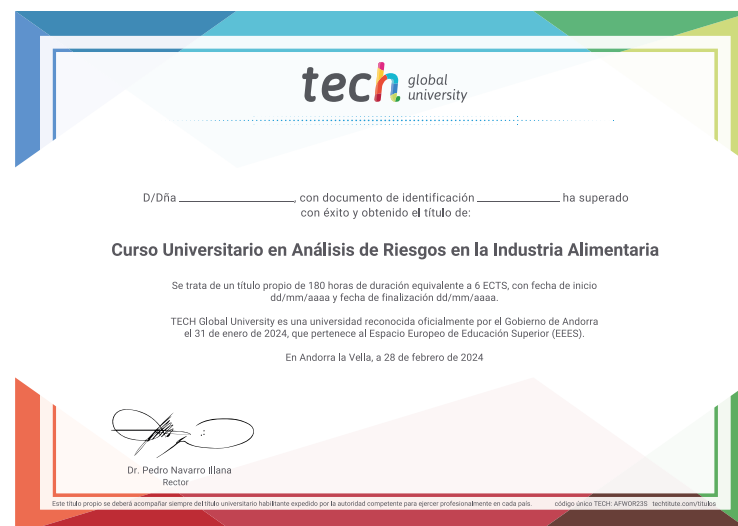 tech global university
D/Dña ____________, con documento de identificación ____________ ha superado
con éxito y obtenido el título de:
Curso Universitario en Análisis de Riesgos en la Industria Alimentaria
Se trata de un título propio de 180 horas de duración equivalente a 6 ECTS, con fecha de inicio
dd/mm/aaaa y fecha de finalización dd/mm/aaaa.
TECH Global University es una universidad reconocida oficialmente por el Gobierno de Andorra
el 31 de enero de 2024, que pertenece al Espacio Europeo de Educación Superior (EEES).
En Andorra la Vella, a 28 de febrero de 2024
Dr. Pedro Navarro Illana
Rector
Este título propio se deberá acompañar siempre del título universitario habilitante expedido por la autoridad competente para ejercer profesionalmente en cada país. código único TECH: AFWOR23S techtitute.com/titulos